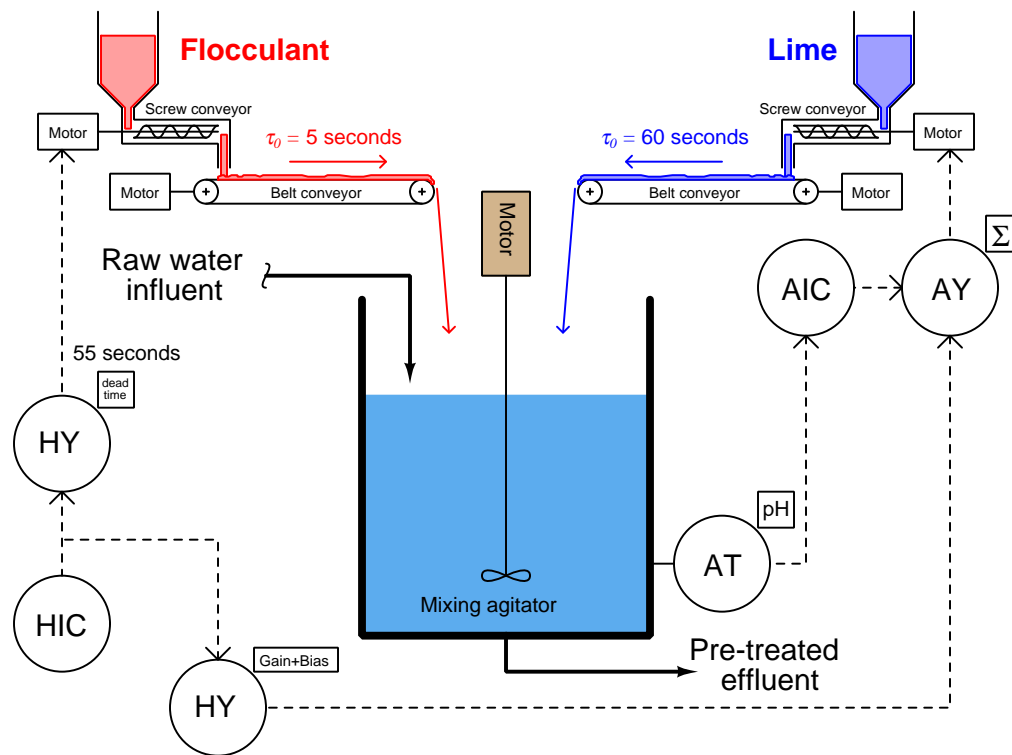 Flocculant
Lime
Screw conveyor
Screw conveyor
Motor
τ0 = 5 seconds
τ0 = 60 seconds
Motor
Motor
+
Belt conveyor
+
+
Belt conveyor
+
Motor
Motor
Σ
Raw water
influent
AIC
AY
55 seconds
dead
time
HY
pH
AT
HIC
Mixing agitator
Gain+Bias
HY
Pre-treated
effluent